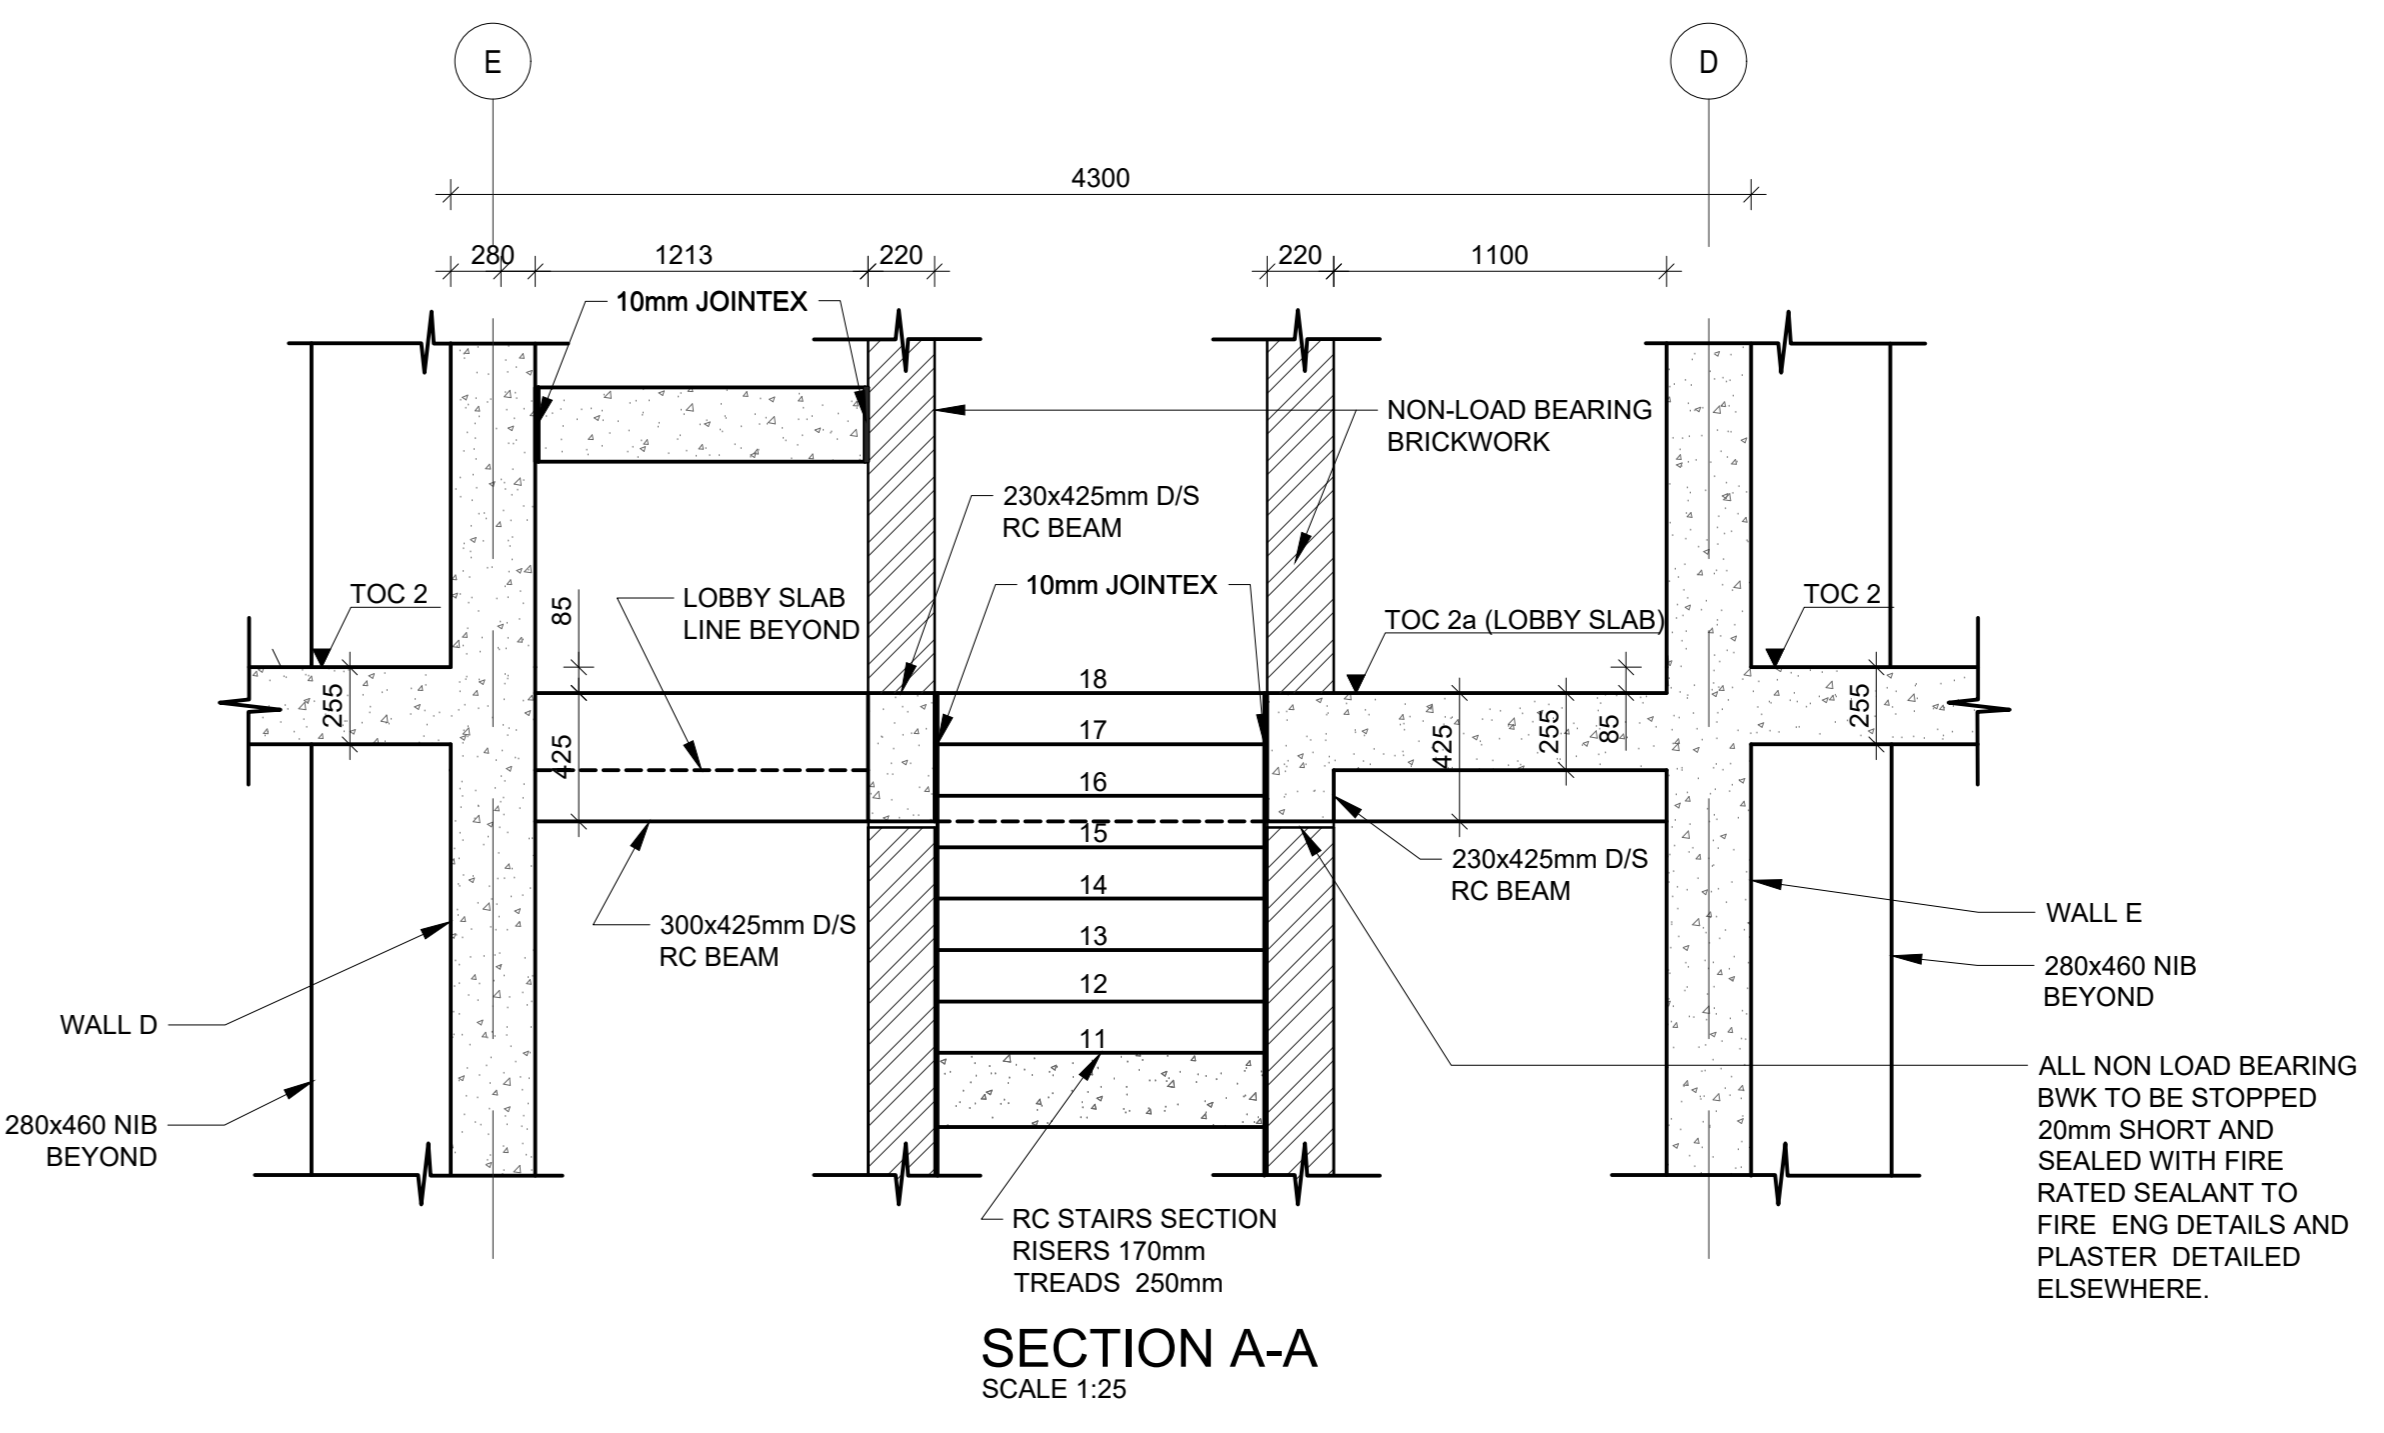 E
D
4300
280
1213
220
220
1100
10mm JOINTEX
NON-LOAD BEARING
BRICKWORK
230x425mm D/S
RC BEAM
10mm JOINTEX
TOC 2
85
LOBBY SLAB
LINE BEYOND
TOC 2a (LOBBY SLAB)
TOC 2
255
425
18
17
16
15
14
13
12
11
425
255
85
255
230x425mm D/S
RC BEAM
300x425mm D/S
RC BEAM
WALL E
280x460 NIB
BEYOND
WALL D
280x460 NIB
BEYOND
ALL NON LOAD BEARING
BWK TO BE STOPPED
20mm SHORT AND
SEALED WITH FIRE
RATED SEALANT TO
FIRE ENG DETAILS AND
PLASTER DETAILED
ELSEWHERE.
RC STAIRS SECTION
RISERS 170mm
TREADS 250mm
SECTION A-A
SCALE 1:25